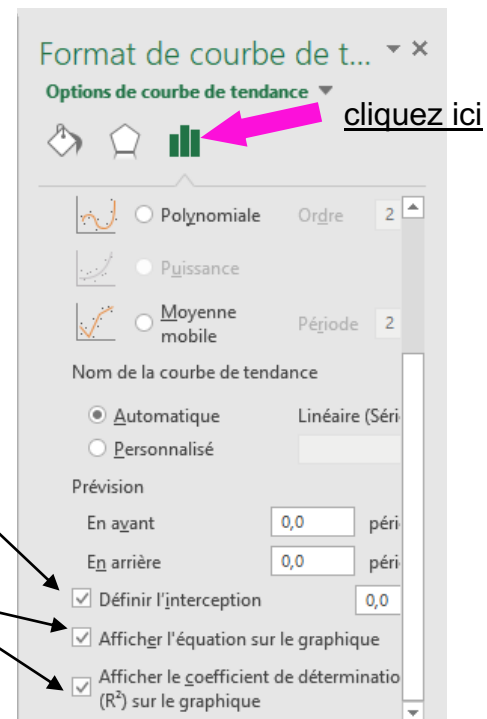 Format de courbe de t...
Options de courbe de tendance
cliquez ici
Polynomiale Ordre 2
Puissance
Moyenne mobile Période 2
Nom de la courbe de tendance
Automatique Linéaire (Séri
Personnalisé
Prévision
En avant 0,0 péri
En arrière 0,0 péri
Définir l'interception 0,0
Afficher l'équation sur le graphique
Afficher le coefficient de déterminatio
(R²) sur le graphique